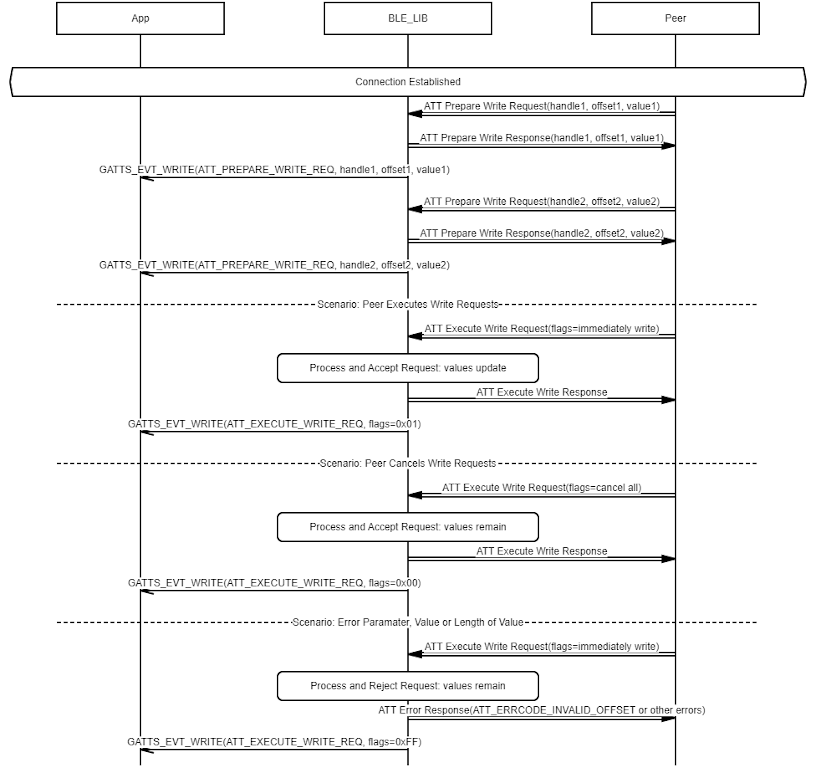 App
BLE_LIB
Peer
Connection Established
ATT Prepare Write Request(handle1, offset1, value1)
ATT Prepare Write Response(handle1, offset1, value1)
GATTS_EVT_WRITE(ATT_PREPARE_WRITE_REQ, handle1, offset1, value1)
ATT Prepare Write Request(handle2, offset2, value2)
ATT Prepare Write Response(handle2, offset2, value2)
GATTS_EVT_WRITE(ATT_PREPARE_WRITE_REQ, handle2, offset2, value2)
Scenario: Peer Executes Write Requests
ATT Execute Write Request(flags=immediately write)
Process and Accept Request: values update
ATT Execute Write Response
GATTS_EVT_WRITE(ATT_EXECUTE_WRITE_REQ, flags=0x01)
Scenario: Peer Cancels Write Requests
ATT Execute Write Request(flags=cancel all)
Process and Accept Request: values remain
ATT Execute Write Response
GATTS_EVT_WRITE(ATT_EXECUTE_WRITE_REQ, flags=0x00)
Scenario: Error Paramater, Value or Length of Value
ATT Execute Write Request(flags=immediately write)
Process and Reject Request: values remain
ATT Error Response(ATT_ERRCODE_INVALID_OFFSET or other errors)
GATTS_EVT_WRITE(ATT_EXECUTE_WRITE_REQ, flags=0xFF)